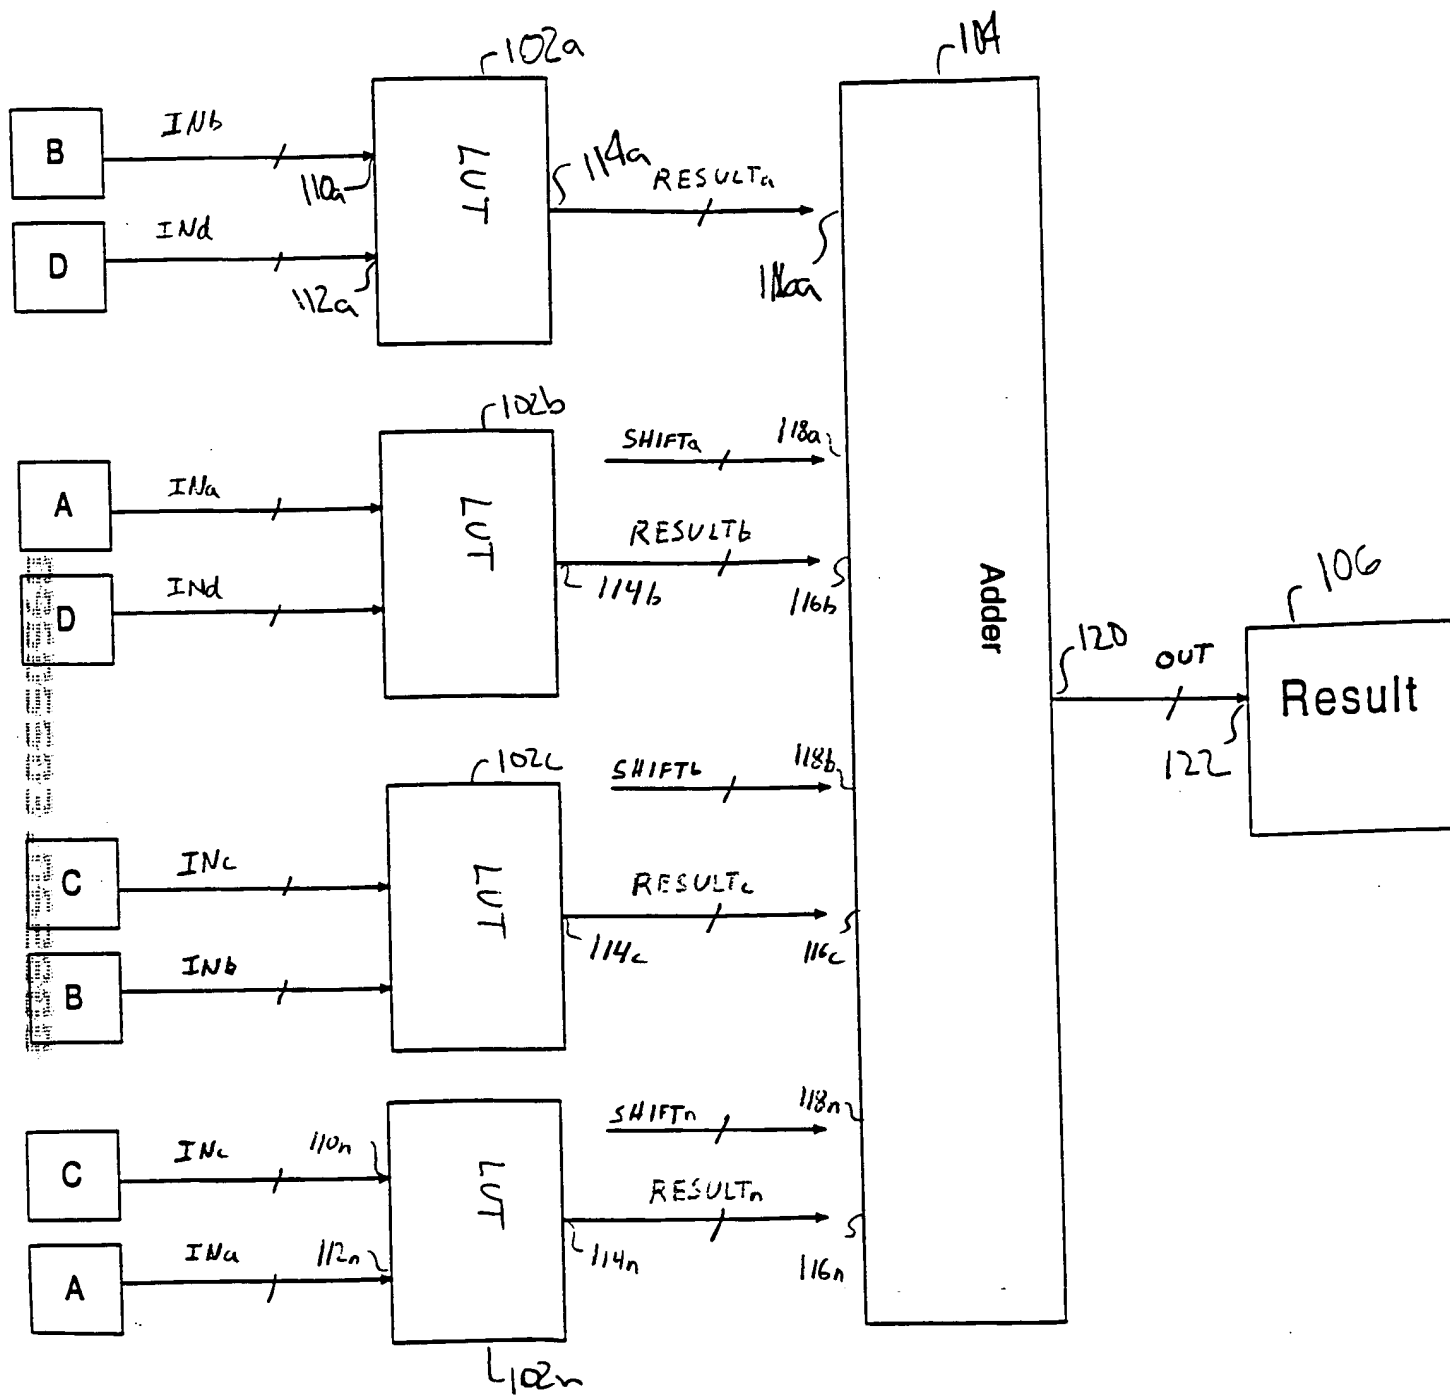 102a
104
B
INb
110a
LUT
114a
RESULTa
D
INd
112a
116a
102b
SHIFTa
118a
A
INa
LUT
RESULTb
114b
116b
D
INd
Adder
106
120
OUT
Result
122
102c
SHIFTb
118b
C
INc
LUT
RESULTc
114c
116c
B
INb
SHIFTn
118n
C
INc
110n
LUT
RESULTn
114n
116n
A
INa
112n
102n